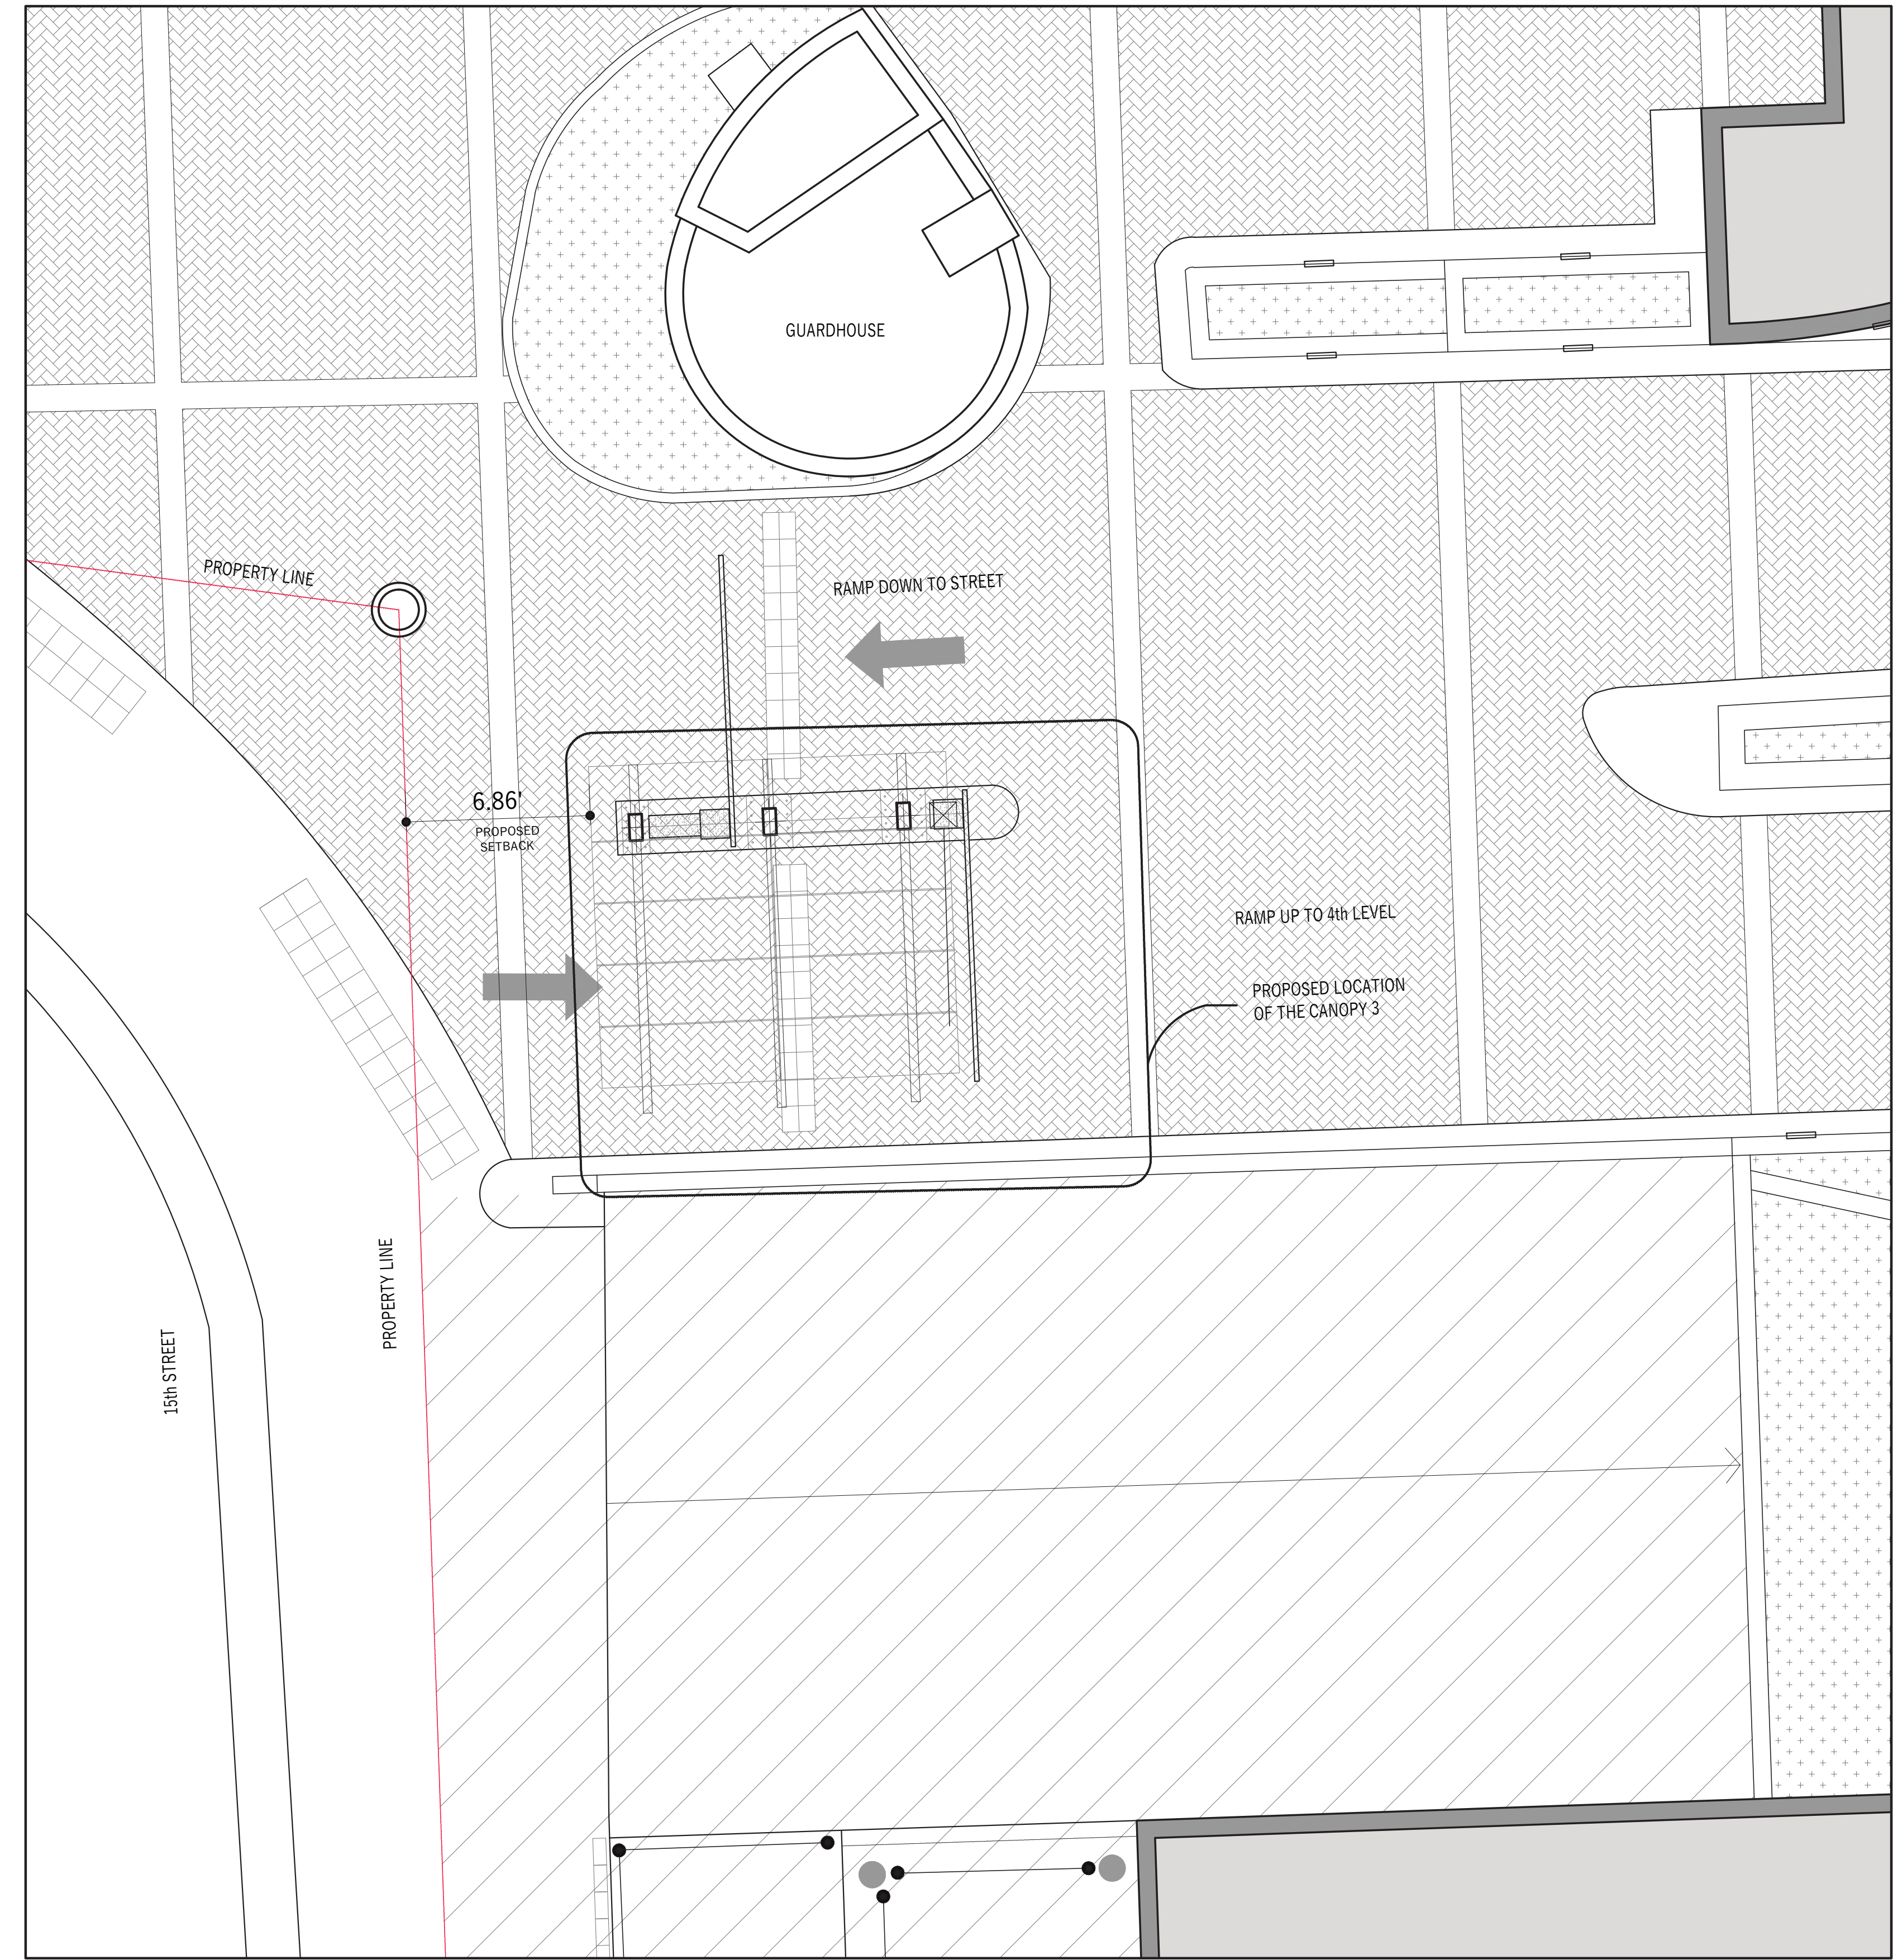 GUARDHOUSE
PROPERTY LINE
RAMP DOWN TO STREET
6.86'
PROPOSED
SETBACK
RAMP UP TO 4th LEVEL
PROPOSED LOCATION
OF THE CANOPY 3
PROPERTY LINE
15th STREET